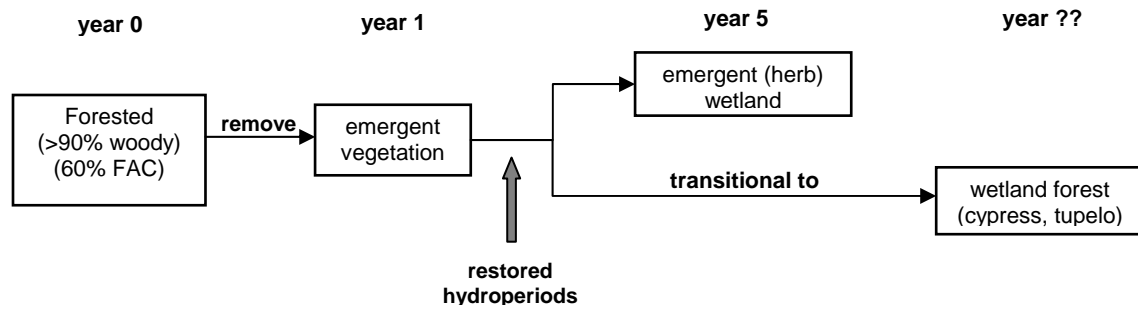 year 0
year 1
year 5
year ??
Forested
(>90% woody)
(60% FAC)
remove
emergent
vegetation
emergent (herb)
wetland
transitional to
wetland forest
(cypress, tupelo)
restored
hydroperiods